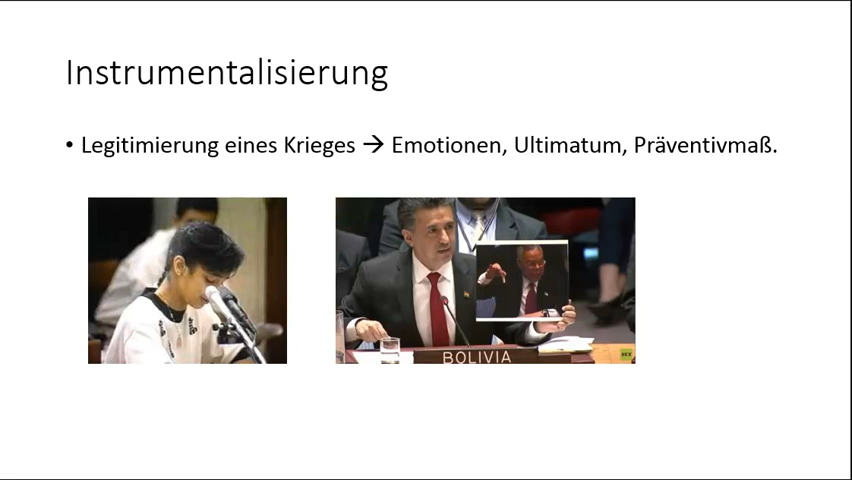 Instrumentalisierung
• Legitimierung eines Krieges → Emotionen, Ultimatum, Präventivmaß.
BOLIVIA